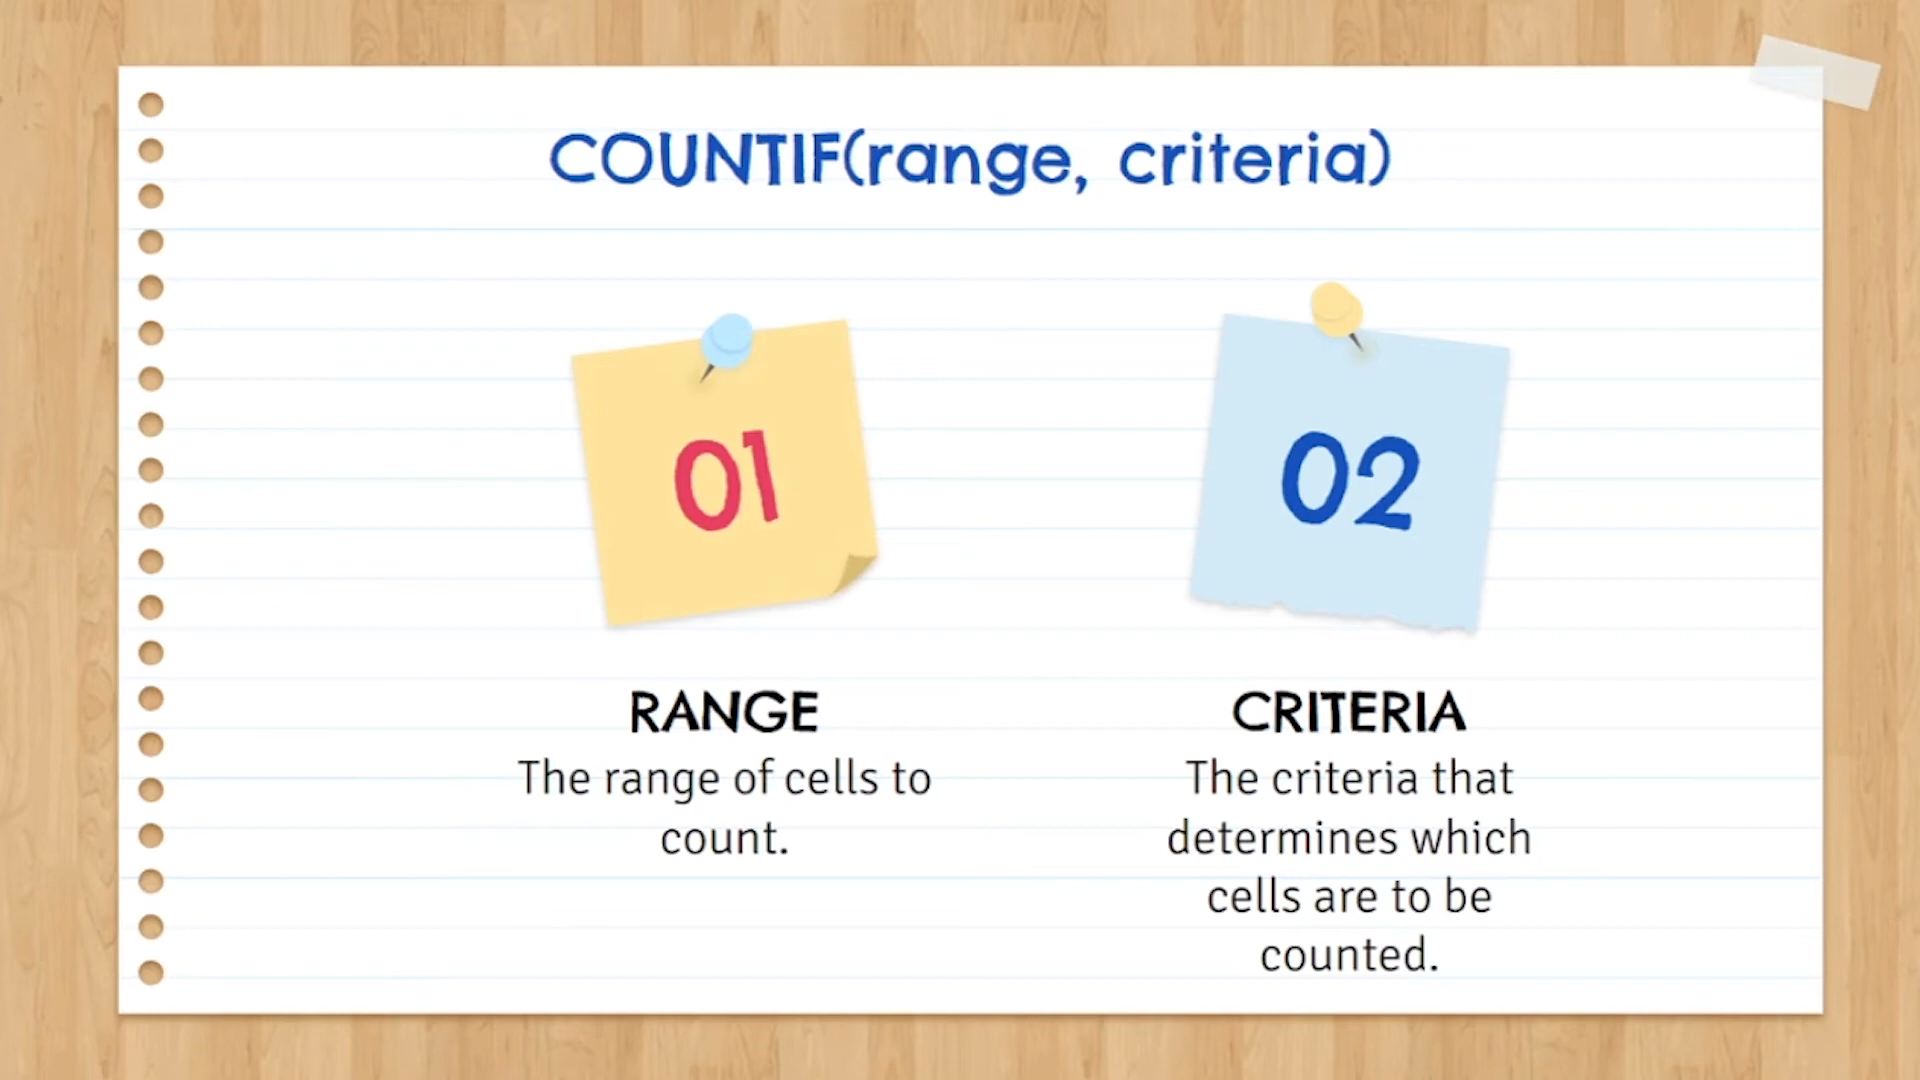 COUNTIF(range, criteria)
01
02
RANGE
The range of cells to
count.
CRITERIA
The criteria that
determines which
cells are to be
counted.